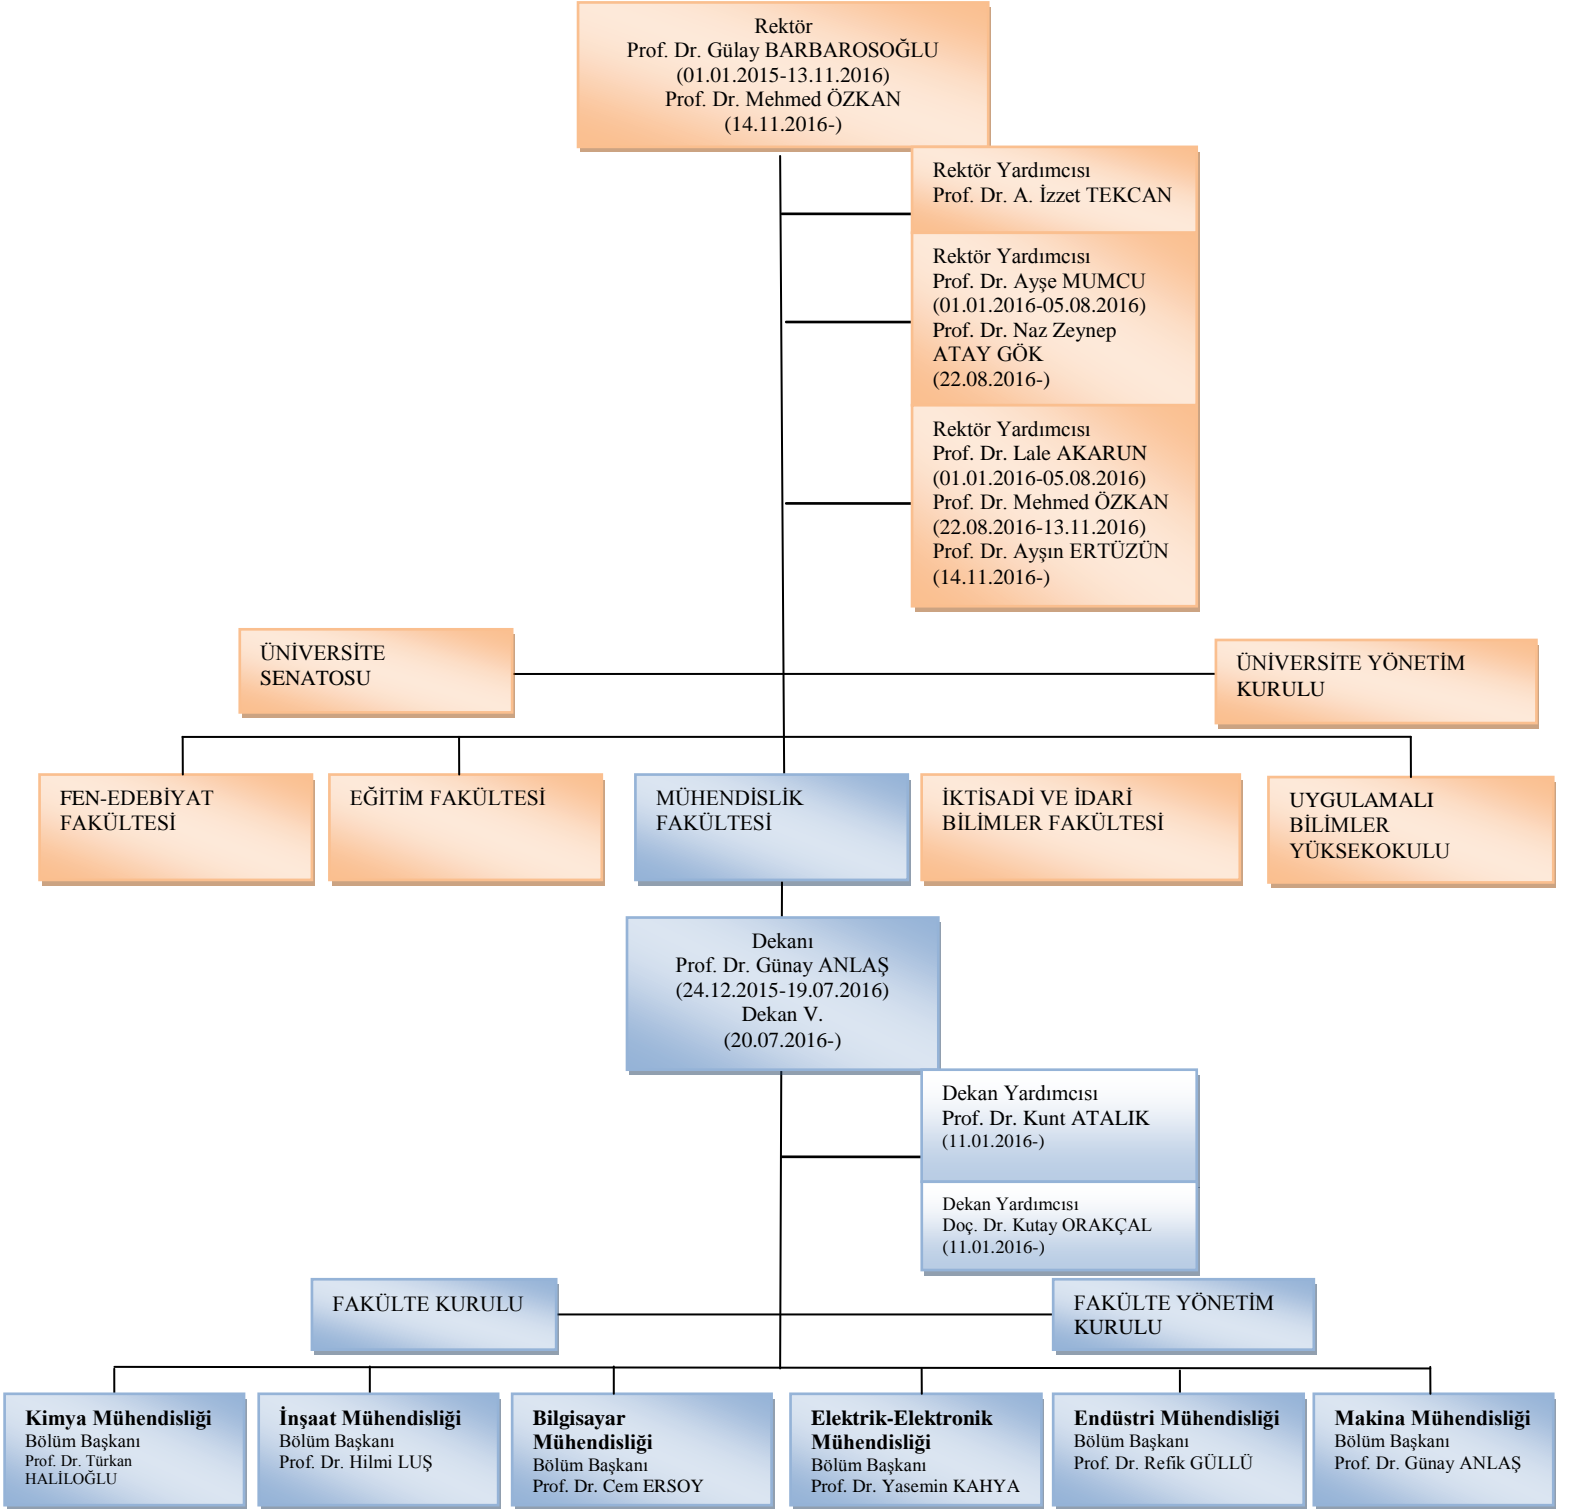 Rektör
Prof. Dr. Gülay BARBAROSOĞLU
(01.01.2015-13.11.2016)
Prof. Dr. Mehmed ÖZKAN
(14.11.2016-)
Rektör Yardımcısı
Prof. Dr. A. İzzet TEKCAN
Rektör Yardımcısı
Prof. Dr. Ayşe MUMCU
(01.01.2016-05.08.2016)
Prof. Dr. Naz Zeynep
ATAY GÖK
(22.08.2016-)
Rektör Yardımcısı
Prof. Dr. Lale AKARUN
(01.01.2016-05.08.2016)
Prof. Dr. Mehmed ÖZKAN
(22.08.2016-13.11.2016)
Prof. Dr. Ayşın ERTÜZÜN
(14.11.2016-)
ÜNİVERSİTE
SENATOSU
ÜNİVERSİTE YÖNETİM
KURULU
FEN-EDEBİYAT
FAKÜLTESİ
EĞİTİM FAKÜLTESİ
MÜHENDİSLİK
FAKÜLTESİ
İKTİSADİ VE İDARİ
BİLİMLER FAKÜLTESİ
UYGULAMALI
BİLİMLER
YÜKSEKOKULU
Dekanı
Prof. Dr. Günay ANLAŞ
(24.12.2015-19.07.2016)
Dekan V.
(20.07.2016-)
Dekan Yardımcısı
Prof. Dr. Kunt ATALIK
(11.01.2016-)
Dekan Yardımcısı
Doç. Dr. Kutay ORAKÇAL
(11.01.2016-)
FAKÜLTE KURULU
FAKÜLTE YÖNETİM
KURULU
Kimya Mühendisliği
Bölüm Başkanı
Prof. Dr. Türkan
HALİLOĞLU
İnşaat Mühendisliği
Bölüm Başkanı
Prof. Dr. Hilmi LUŞ
Bilgisayar
Mühendisliği
Bölüm Başkanı
Prof. Dr. Cem ERSOY
Elektrik-Elektronik
Mühendisliği
Bölüm Başkanı
Prof. Dr. Yasemin KAHYA
Endüstri Mühendisliği
Bölüm Başkanı
Prof. Dr. Refik GÜLLÜ
Makina Mühendisliği
Bölüm Başkanı
Prof. Dr. Günay ANLAŞ